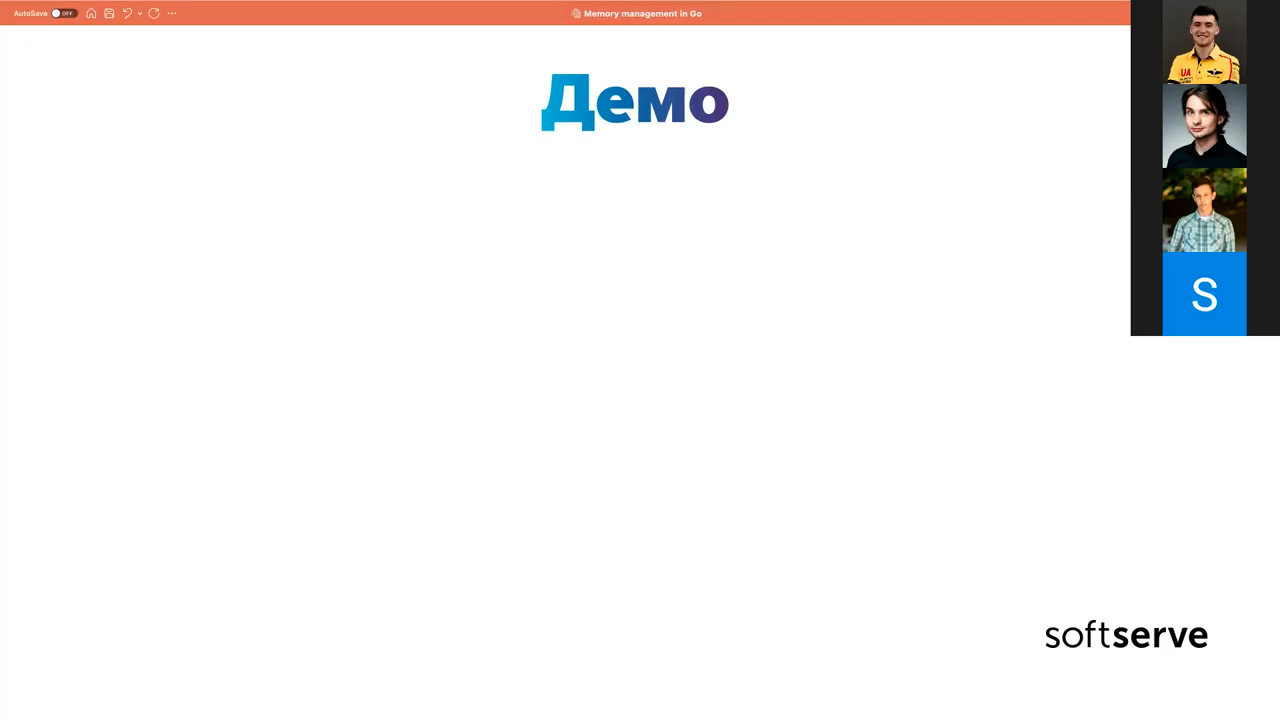 AutoSave OFF
Memory management in Go
Демо
UA
S
softserve